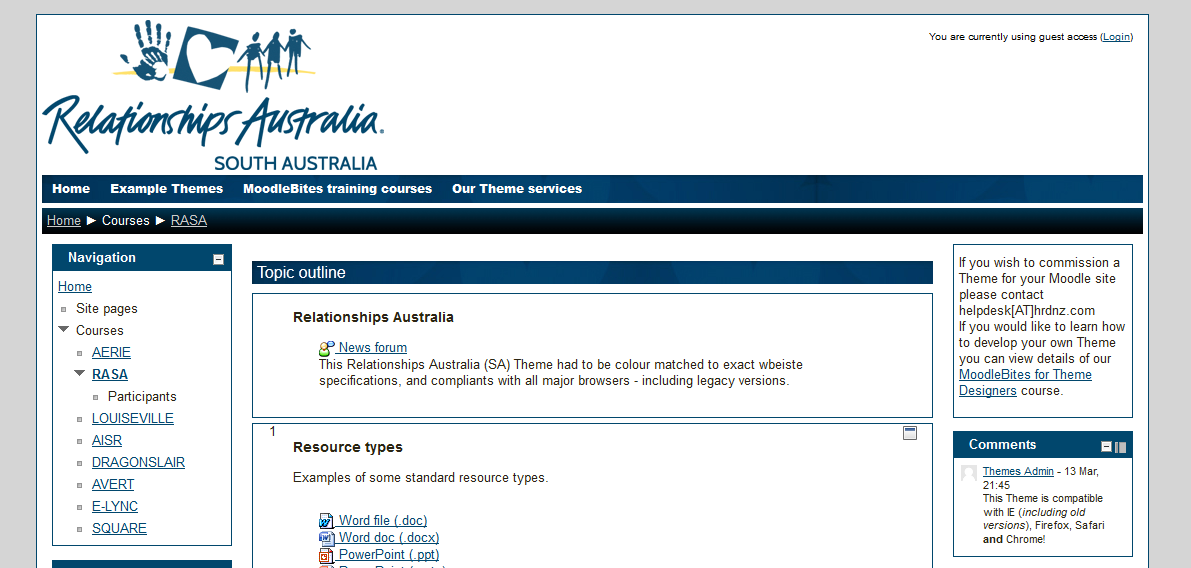 You are currently using guest access (Login)
Relationships Australia.
SOUTH AUSTRALIA
Home Example Themes MoodleBites training courses Our Theme services
Home ► Courses ► RASA
Navigation
Home
Site pages
Courses
AERIE
RASA
Participants
LOUISEVILLE
AISR
DRAGONSLAIR
AVERT
E-LYNC
SQUARE
Topic outline
Relationships Australia
News forum
This Relationships Australia (SA) Theme had to be colour matched to exact wbeiste
specifications, and compliants with all major browsers - including legacy versions.
1
Resource types
Examples of some standard resource types.
Word file (.doc)
Word doc (.docx)
PowerPoint (.ppt)
If you wish to commission a
Theme for your Moodle site
please contact
helpdesk[AT]hrdnz.com
If you would like to learn how
to develop your own Theme
you can view details of our
MoodleBites for Theme
Designers course.
Comments
Themes Admin - 13 Mar,
21:45
This Theme is compatible
with IE (including old
versions), Firefox, Safari
and Chrome!